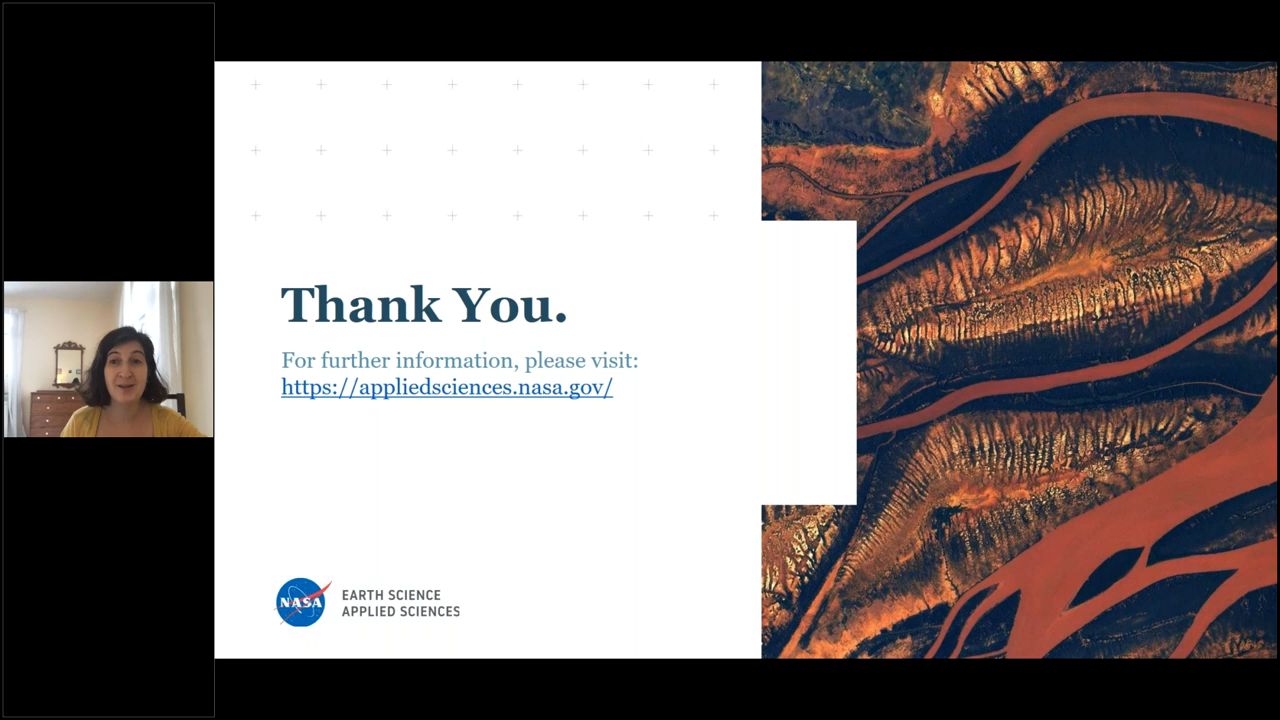 Thank You.
For further information, please visit:
https://appliedsciences.nasa.gov/
NASA
EARTH SCIENCE
APPLIED SCIENCES